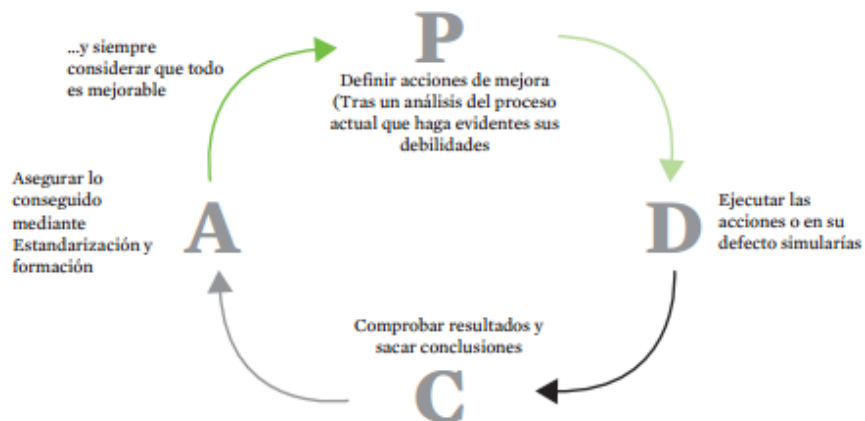 P
Definir acciones de mejora
(Tras un análisis del proceso
actual que haga evidentes sus
debilidades
D
Ejecutar las
acciones o en su
defecto simularías
Comprobar resultados y
sacar conclusiones
C
A
Asegurar lo
conseguido
mediante
Estandarización y
formación
...y siempre
considerar que todo
es mejorable